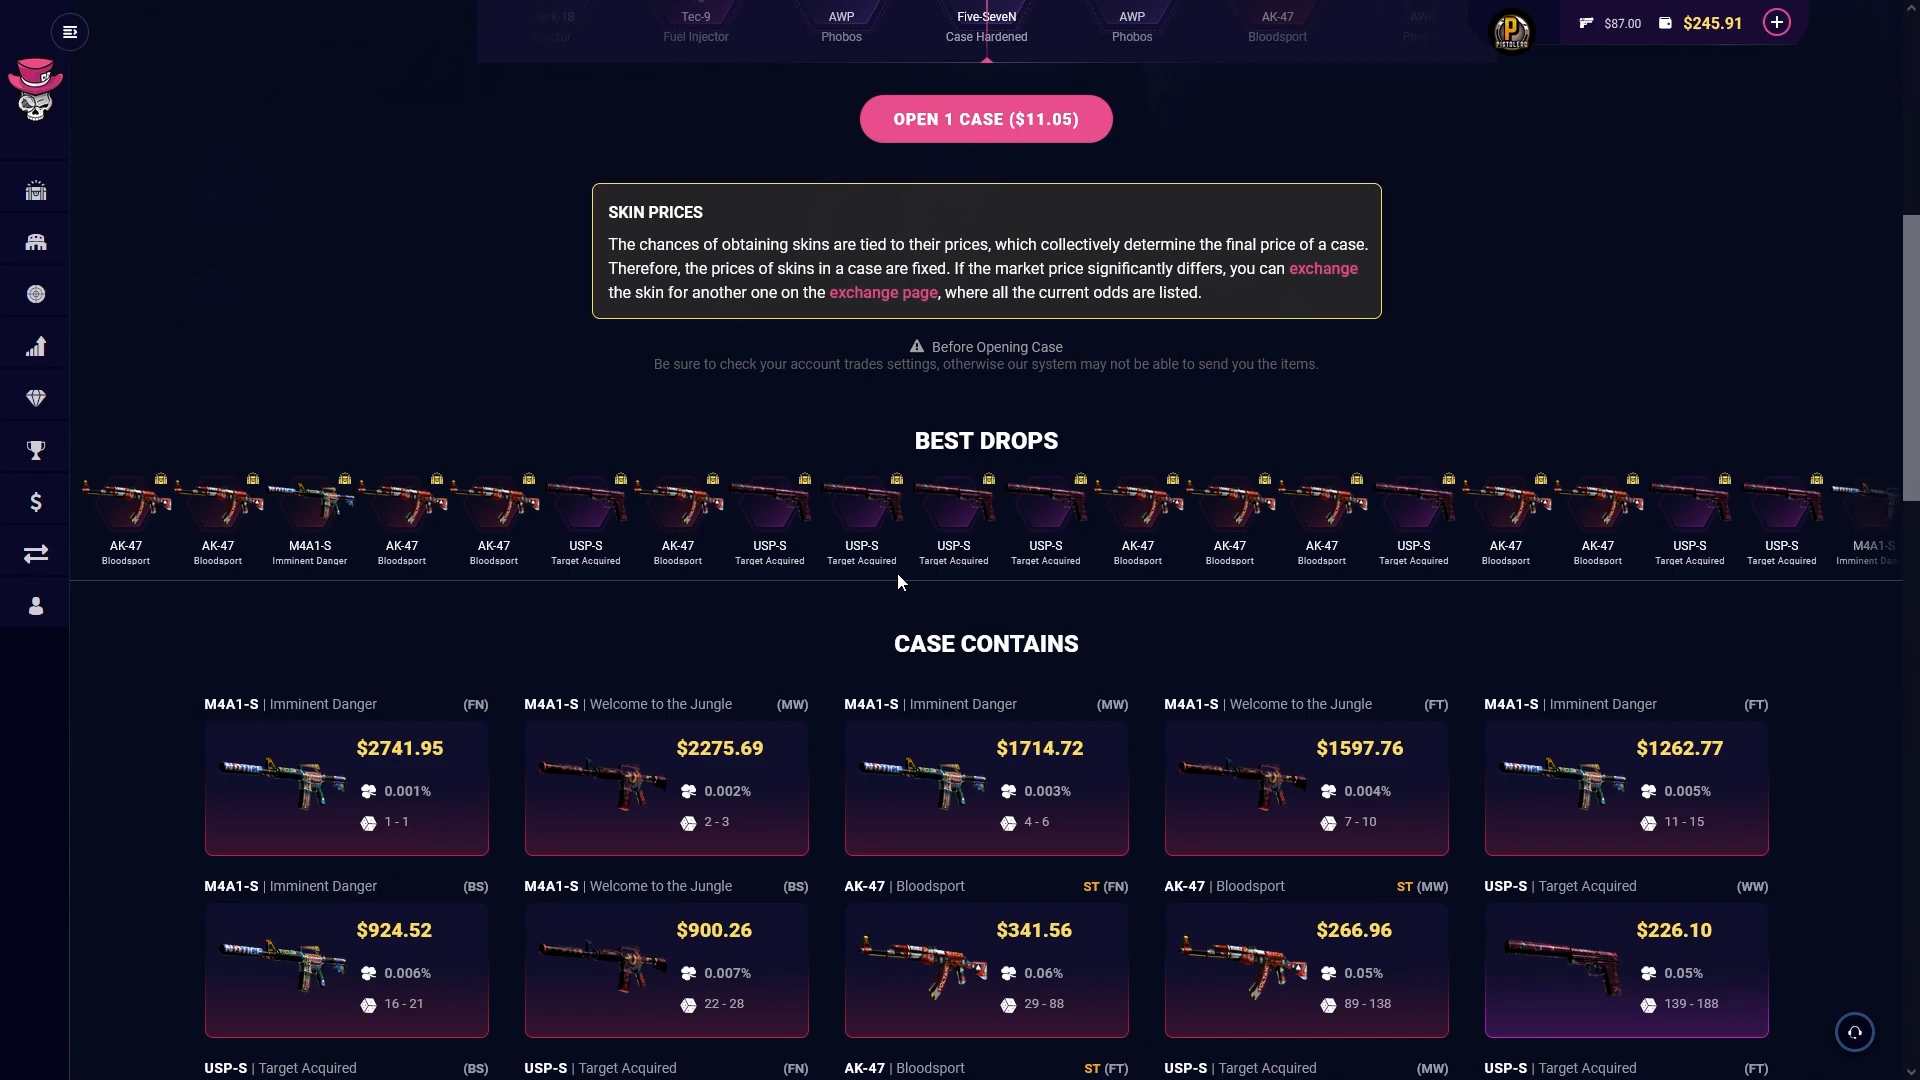 Tec-9
Fuel Injector
AWP
Phobos
Five-SeveN
Case Hardened
AWP
Phobos
AK-47
Bloodsport
AWP
$87.00
$245.91
OPEN 1 CASE ($11.05)
SKIN PRICES
The chances of obtaining skins are tied to their prices, which collectively determine the final price of a case.
Therefore, the prices of skins in a case are fixed. If the market price significantly differs, you can exchange
the skin for another one on the exchange page, where all the current odds are listed.
Before Opening Case
Be sure to check your account trades settings, otherwise our system may not be able to send you the items.
BEST DROPS
AK-47 AK-47 M4A1-S AK-47 AK-47 USP-S AK-47 USP-S USP-S USP-S USP-S AK-47 AK-47 AK-47 USP-S AK-47 AK-47 USP-S USP-S M4A1-S
Bloodsport Bloodsport Imminent Danger Bloodsport Bloodsport Target Acquired Bloodsport Target Acquired Target Acquired Target Acquired Target Acquired Bloodsport Bloodsport Bloodsport Target Acquired Bloodsport Bloodsport Target Acquired Target Acquired Imminent
CASE CONTAINS
M4A1-S | Imminent Danger (FN)
$2741.95
0.001%
1 - 1
M4A1-S | Welcome to the Jungle (MW)
$2275.69
0.002%
2 - 3
M4A1-S | Imminent Danger (MW)
$1714.72
0.003%
4 - 6
M4A1-S | Welcome to the Jungle (FT)
$1597.76
0.004%
7 - 10
M4A1-S | Imminent Danger (FT)
$1262.77
0.005%
11 - 15
M4A1-S | Imminent Danger (BS)
$924.52
0.006%
16 - 21
M4A1-S | Welcome to the Jungle (BS)
$900.26
0.007%
22 - 28
AK-47 | Bloodsport ST (FN)
$341.56
0.06%
29 - 88
AK-47 | Bloodsport ST (MW)
$266.96
0.05%
89 - 138
USP-S | Target Acquired (WW)
$226.10
0.05%
139 - 188
USP-S | Target Acquired (BS)
USP-S | Target Acquired (FN)
AK-47 | Bloodsport ST (FT)
USP-S | Target Acquired (MW)
USP-S | Target Acquired (FT)